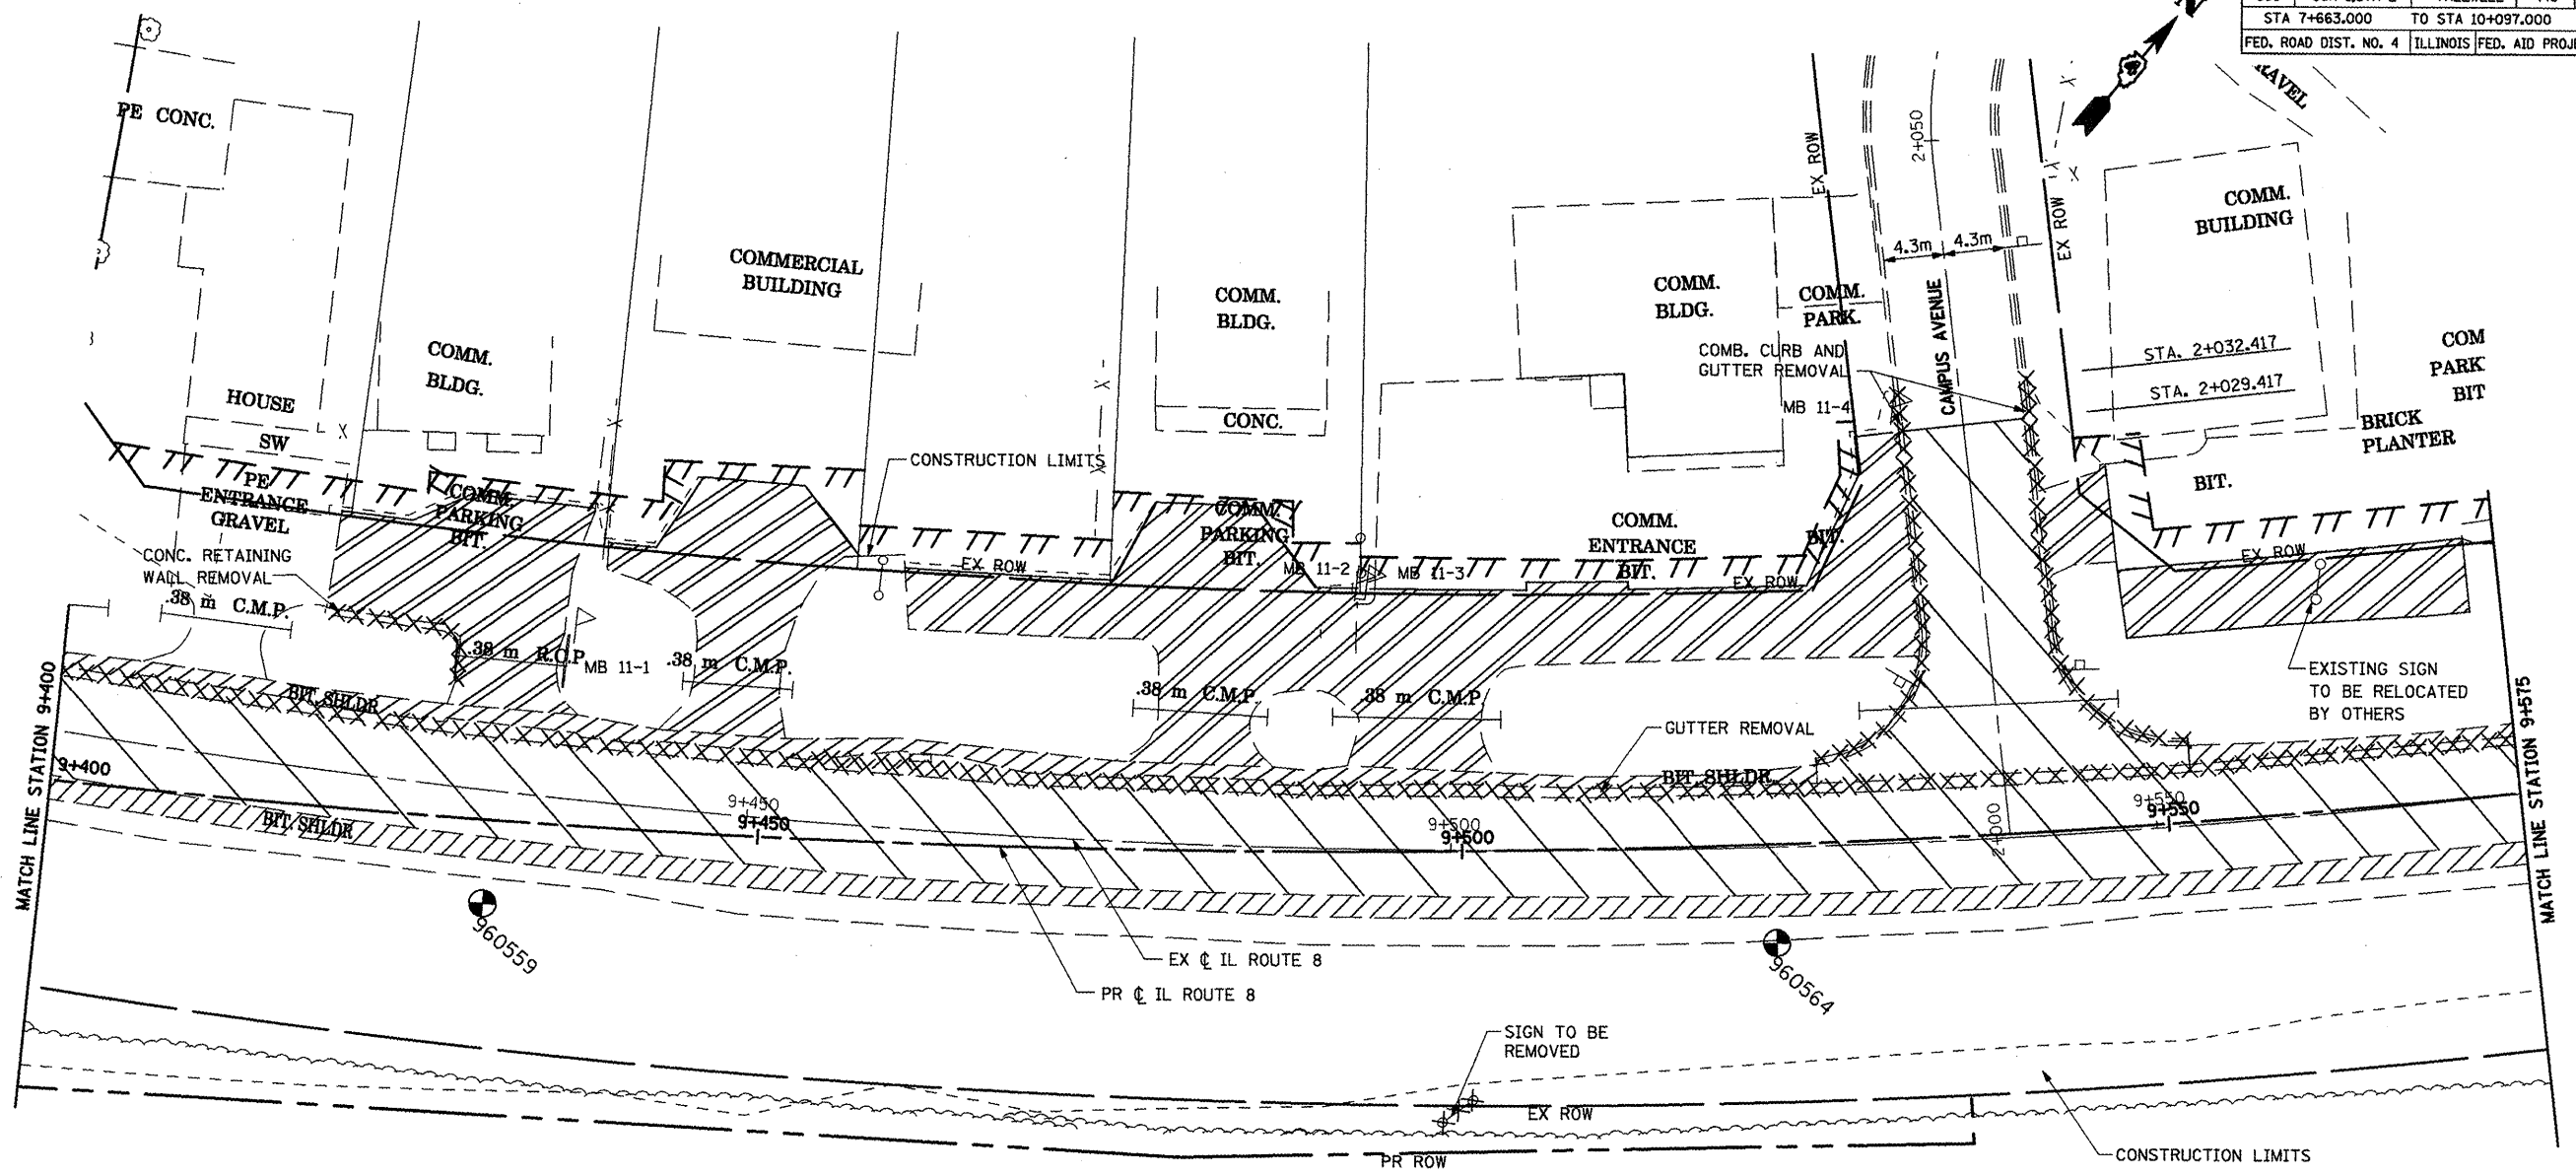 STA 7+663.000 TO STA 10+097.000
FED. ROAD DIST. NO. 4 ILLINOIS FED. AID PROJ
N
PE CONC.
HOUSE
SW
PE
ENTRANCE
GRAVEL
CONC. RETAINING
WALL REMOVAL
.38 m C.M.P.
COMM.
BLDG.
COMM.
PARKING
BIT.
COMMERCIAL
BUILDING
CONSTRUCTION LIMITS
EX ROW
COMM.
BLDG.
CONC.
COMM.
PARKING
BIT.
MB 11-2
MB 11-3
COMM.
BLDG.
COMM.
PARK.
COMB. CURB AND
GUTTER REMOVAL
MB 11-4
COMM.
ENTRANCE
BIT.
EX ROW
BIT.
EX ROW
2+050
4.3m 4.3m
CAMPUS AVENUE
EX ROW
COMM.
BUILDING
STA. 2+032.417
STA. 2+029.417
COM
PARK
BIT
BRICK
PLANTER
BIT.
EX ROW
EXISTING SIGN
TO BE RELOCATED
BY OTHERS
.38 m R.C.P.
MB 11-1
.38 m C.M.P.
.38 m C.M.P.
.38 m C.M.P.
GUTTER REMOVAL
BIT. SHLDR.
BIT. SHLDR
BIT. SHLDR
MATCH LINE STATION 9+400
9+400
9+450
9+450
9+500
9+500
9+550
9+550
2+000
MATCH LINE STATION 9+575
960559
960564
EX ℄ IL ROUTE 8
PR ℄ IL ROUTE 8
SIGN TO BE
REMOVED
EX ROW
PR ROW
CONSTRUCTION LIMITS